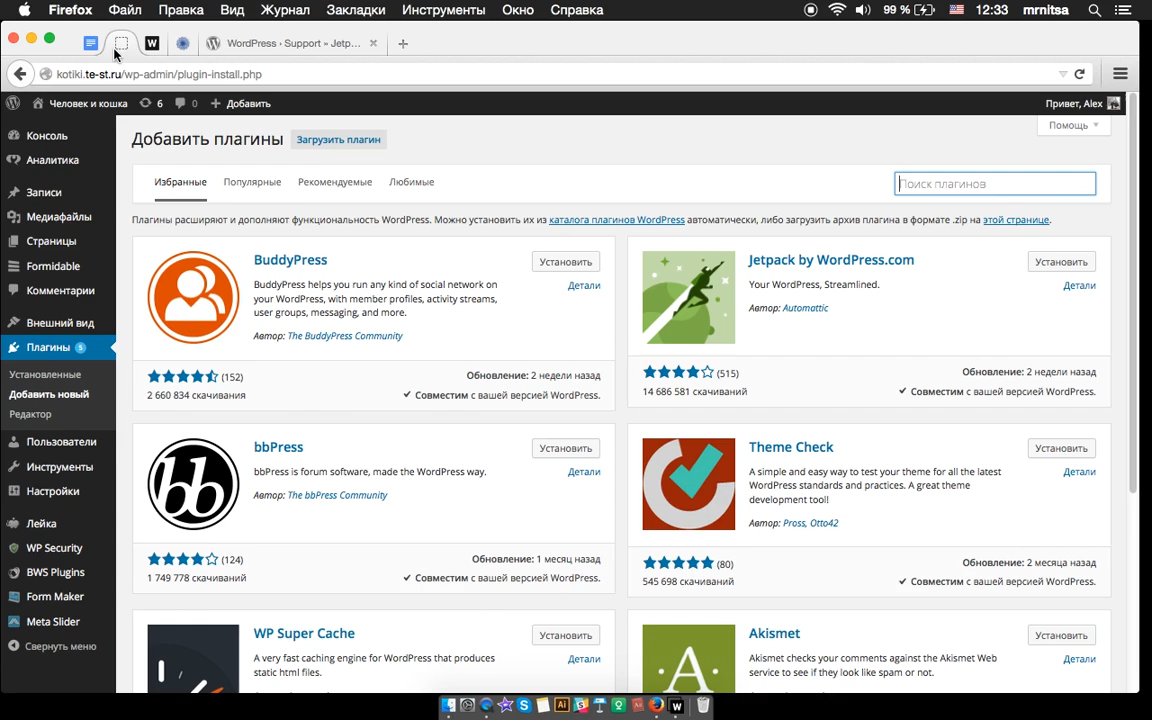 Firefox Файл Правка Вид Журнал Закладки Инструменты Окно Справка 99 % 12:33 mrnitsa
W WordPress › Support » Jetp...
kotiki.te-st.ru/wp-admin/plugin-install.php
Человек и кошка 6 0 Добавить Привет, Alex
Помощь
Консоль
Аналитика
Записи
Медиафайлы
Страницы
Formidable
Комментарии
Внешний вид
Плагины 5
Установленные
Добавить новый
Редактор
Пользователи
Инструменты
Настройки
Лейка
WP Security
BWS Plugins
Form Maker
Meta Slider
Свернуть меню
Добавить плагины Загрузить плагин
Избранные Популярные Рекомендуемые Любимые Поиск плагинов
Плагины расширяют и дополняют функциональность WordPress. Можно установить их из каталога плагинов WordPress автоматически, либо загрузить архив плагина в формате .zip на этой странице.
BuddyPress Установить
BuddyPress helps you run any kind of social network on Детали
your WordPress, with member profiles, activity streams,
user groups, messaging, and more.
Автор: The BuddyPress Community
(152) Обновление: 2 недели назад
2 660 834 скачивания Совместим с вашей версией WordPress.
Jetpack by WordPress.com Установить
Your WordPress, Streamlined. Детали
Автор: Automattic
(515) Обновление: 2 недели назад
14 686 581 скачиваний Совместим с вашей версией WordPress.
bb
bbPress Установить
bbPress is forum software, made the WordPress way. Детали
Автор: The bbPress Community
(124) Обновление: 1 месяц назад
1 749 778 скачиваний Совместим с вашей версией WordPress.
Theme Check Установить
A simple and easy way to test your theme for all the latest Детали
WordPress standards and practices. A great theme
development tool!
Автор: Pross, Otto42
(80) Обновление: 2 месяца назад
545 698 скачиваний Совместим с вашей версией WordPress.
WP Super Cache Установить
A very fast caching engine for WordPress that produces Детали
static html files.
A
Akismet Установить
Akismet checks your comments against the Akismet Web Детали
service to see if they look like spam or not.
Ai W